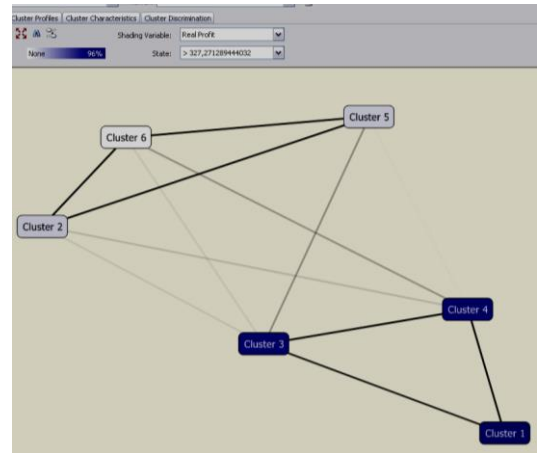 Cluster Profiles Cluster Characteristics Cluster Discrimination
Shading Variable: Real Profit
None 96% State: > 327,271289444032
Cluster 5
Cluster 6
Cluster 2
Cluster 4
Cluster 3
Cluster 1